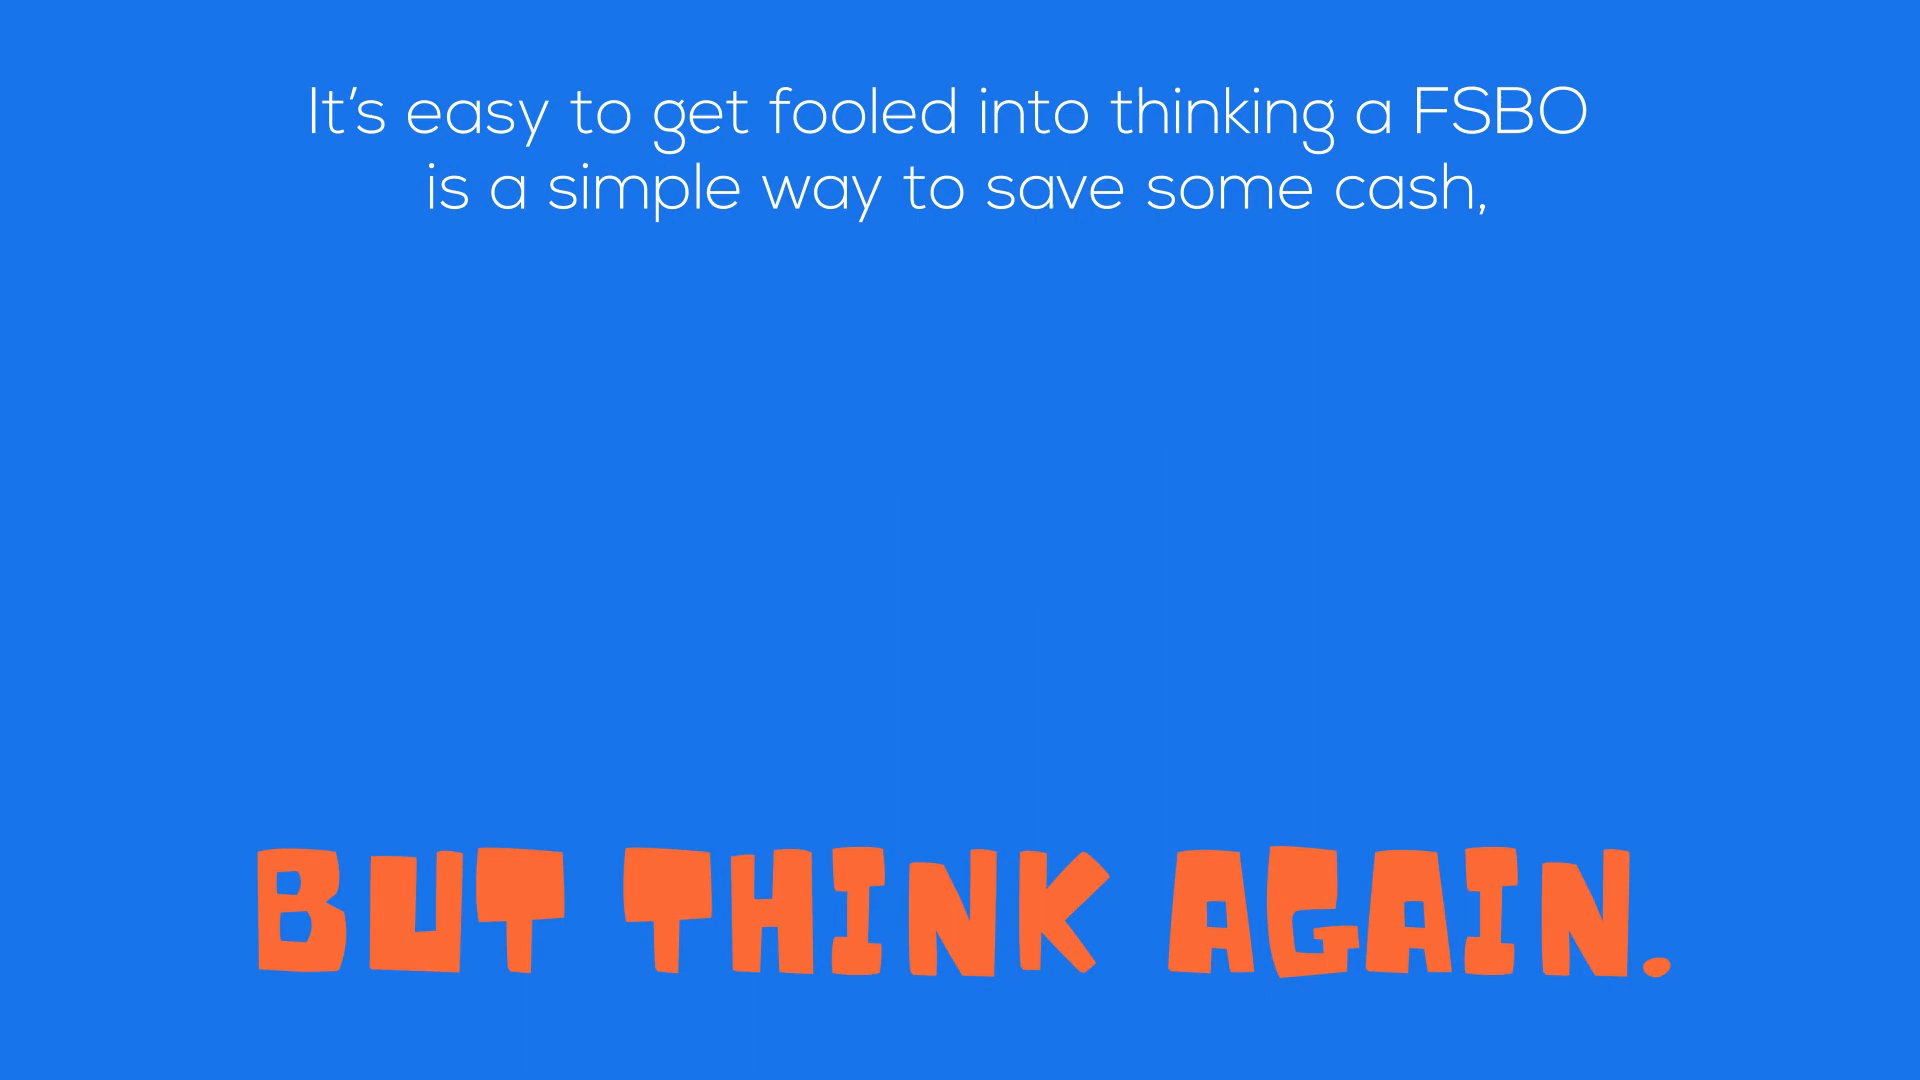 It’s easy to get fooled into thinking a FSBO
is a simple way to save some cash,
BUT THINK AGAIN.